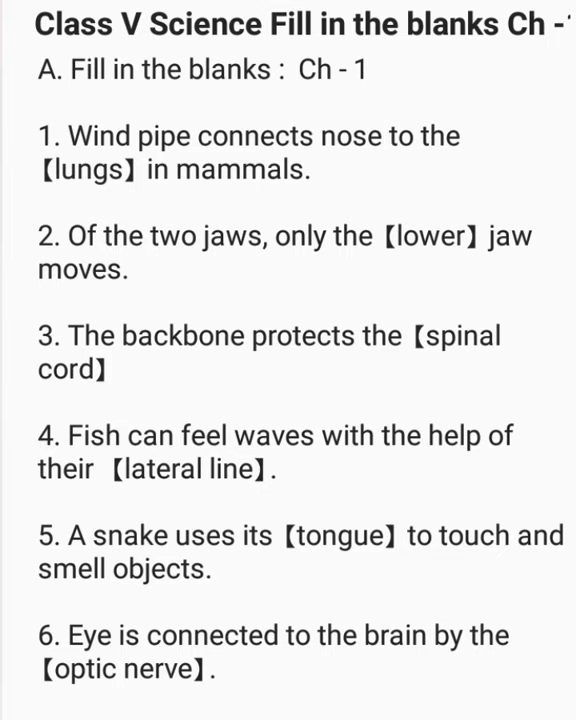 Class V Science Fill in the blanks Ch -
A. Fill in the blanks : Ch - 1
1. Wind pipe connects nose to the
【lungs】 in mammals.
2. Of the two jaws, only the 【lower】 jaw
moves.
3. The backbone protects the 【spinal
cord】
4. Fish can feel waves with the help of
their 【lateral line】.
5. A snake uses its 【tongue】 to touch and
smell objects.
6. Eye is connected to the brain by the
【optic nerve】.